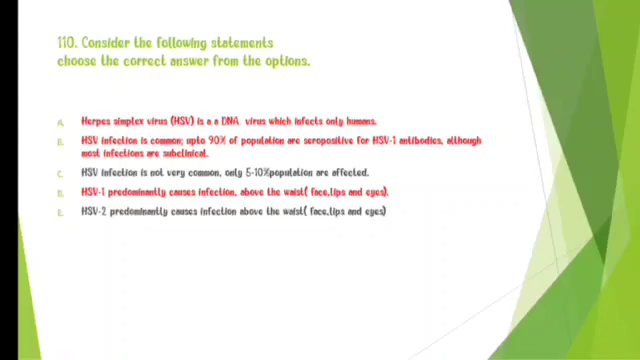 110. Consider the following statements
choose the correct answer from the options.
A. Herpes simplex virus (HSV) is a a DNA virus which infects only humans.
B. HSV infection is common; upto 90% of population are seropositive for HSV-1 antibodies, although
most infections are subclinical.
C. HSV infection is not very common, only 5-10%population are affected.
D. HSV-1 predominantly causes infection, above the waist( face,lips and eyes).
E. HSV-2 predominantly causes infection above the waist( face,lips and eyes)